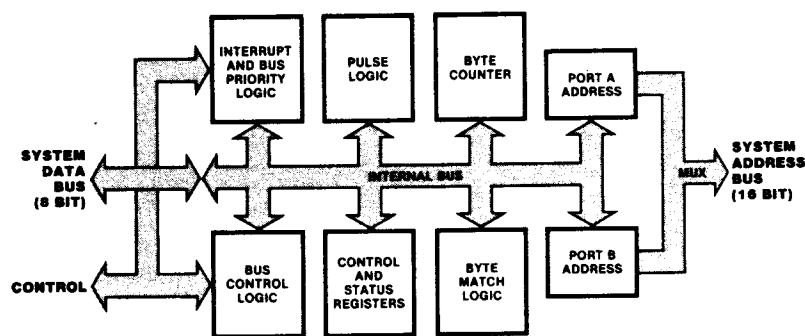 INTERRUPT
AND BUS
PRIORITY
LOGIC
PULSE
LOGIC
BYTE
COUNTER
PORT A
ADDRESS
SYSTEM
DATA
BUS
(8 BIT)
INTERNAL BUS
MUX
SYSTEM
ADDRESS
BUS
(16 BIT)
CONTROL
BUS
CONTROL
LOGIC
CONTROL
AND
STATUS
REGISTERS
BYTE
MATCH
LOGIC
PORT B
ADDRESS